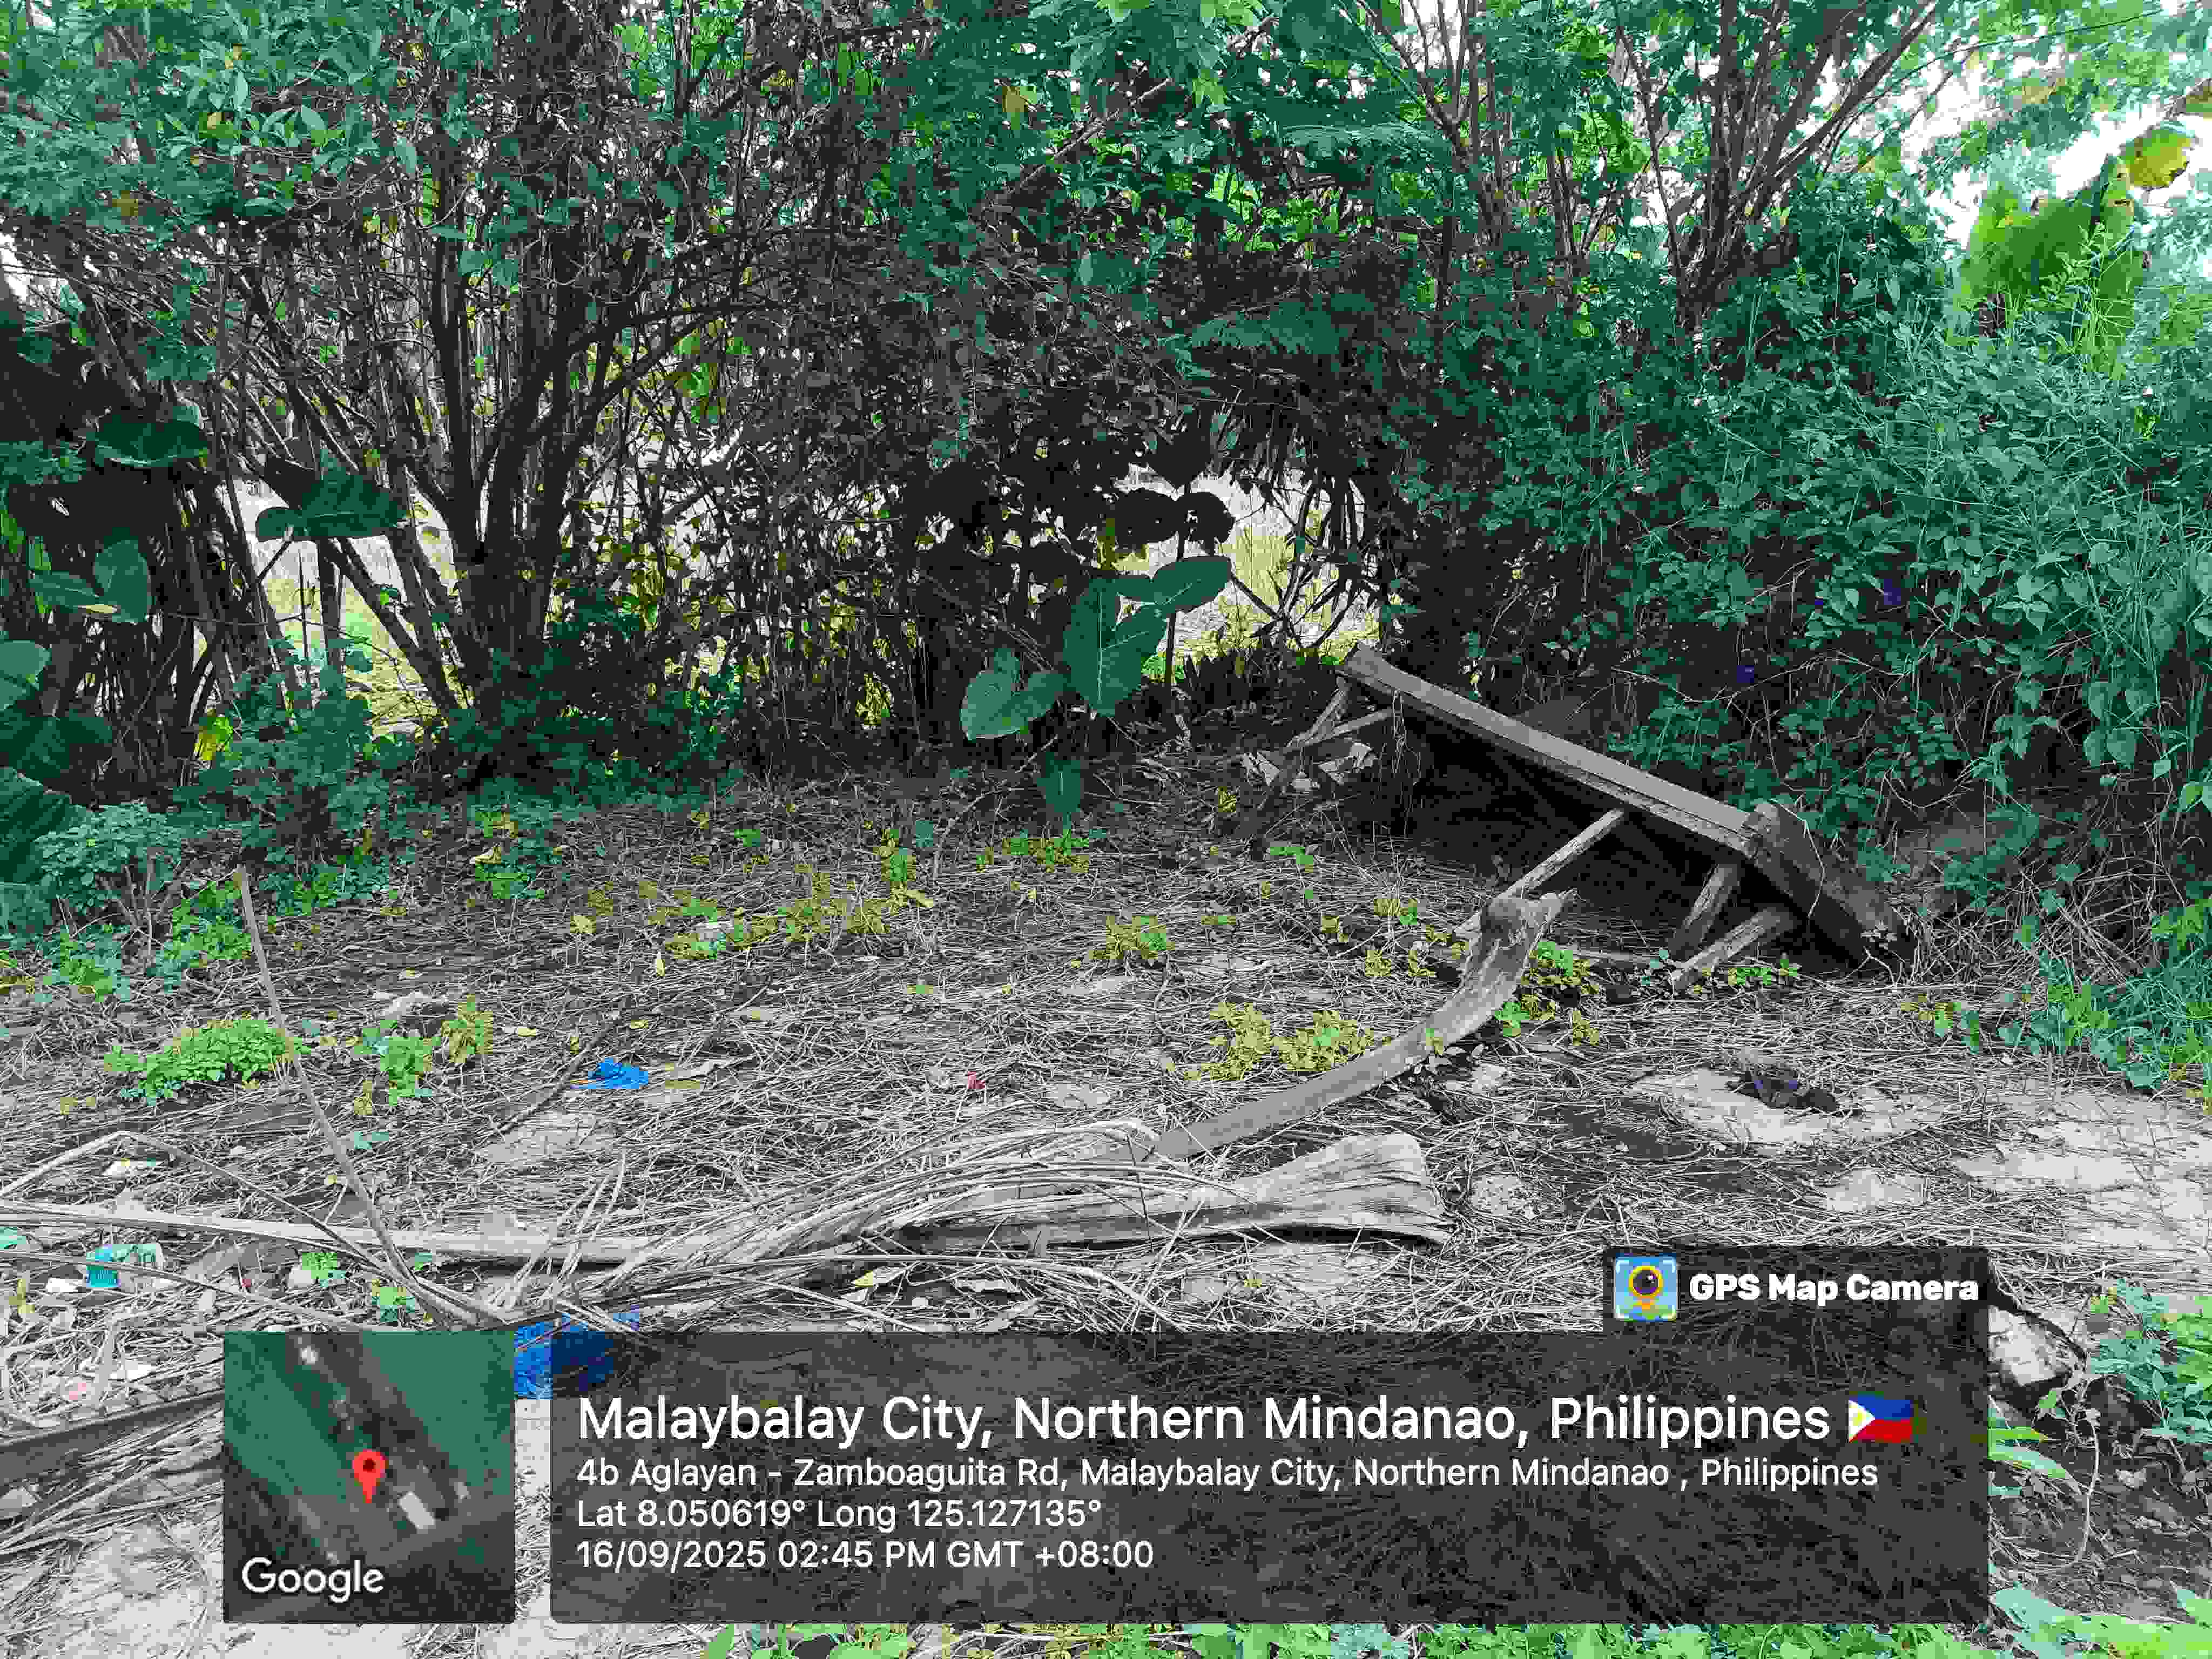 GPS Map Camera
Malaybalay City, Northern Mindanao, Philippines 🇵🇭
4b Aglayan - Zamboaguita Rd, Malaybalay City, Northern Mindanao , Philippines
Lat 8.050619° Long 125.127135°
16/09/2025 02:45 PM GMT +08:00
Google